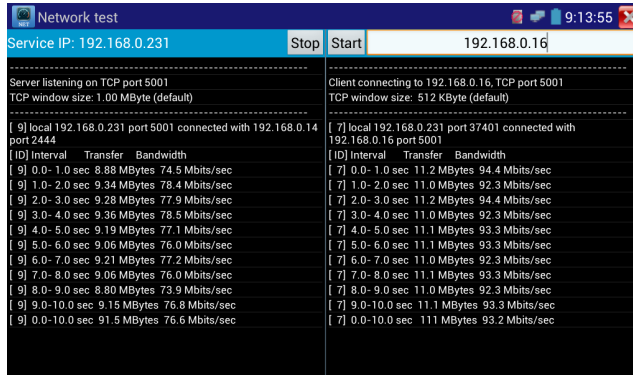 NET Network test 9:13:55
Service IP: 192.168.0.231 Stop Start 192.168.0.16
------------------------------------------------------------
Server listening on TCP port 5001
TCP window size: 1.00 MByte (default)
------------------------------------------------------------
[ 9] local 192.168.0.231 port 5001 connected with 192.168.0.14
port 2444
[ ID] Interval Transfer Bandwidth
[ 9] 0.0- 1.0 sec 8.88 MBytes 74.5 Mbits/sec
[ 9] 1.0- 2.0 sec 9.34 MBytes 78.4 Mbits/sec
[ 9] 2.0- 3.0 sec 9.28 MBytes 77.9 Mbits/sec
[ 9] 3.0- 4.0 sec 9.36 MBytes 78.5 Mbits/sec
[ 9] 4.0- 5.0 sec 9.19 MBytes 77.1 Mbits/sec
[ 9] 5.0- 6.0 sec 9.06 MBytes 76.0 Mbits/sec
[ 9] 6.0- 7.0 sec 9.21 MBytes 77.2 Mbits/sec
[ 9] 7.0- 8.0 sec 9.06 MBytes 76.0 Mbits/sec
[ 9] 8.0- 9.0 sec 8.80 MBytes 73.9 Mbits/sec
[ 9] 9.0-10.0 sec 9.15 MBytes 76.8 Mbits/sec
[ 9] 0.0-10.0 sec 91.5 MBytes 76.6 Mbits/sec
------------------------------------------------------------
Client connecting to 192.168.0.16, TCP port 5001
TCP window size: 512 KByte (default)
------------------------------------------------------------
[ 7] local 192.168.0.231 port 37401 connected with
192.168.0.16 port 5001
[ ID] Interval Transfer Bandwidth
[ 7] 0.0- 1.0 sec 11.2 MBytes 94.4 Mbits/sec
[ 7] 1.0- 2.0 sec 11.0 MBytes 92.3 Mbits/sec
[ 7] 2.0- 3.0 sec 11.2 MBytes 94.4 Mbits/sec
[ 7] 3.0- 4.0 sec 11.0 MBytes 92.3 Mbits/sec
[ 7] 4.0- 5.0 sec 11.1 MBytes 93.3 Mbits/sec
[ 7] 5.0- 6.0 sec 11.1 MBytes 93.3 Mbits/sec
[ 7] 6.0- 7.0 sec 11.0 MBytes 92.3 Mbits/sec
[ 7] 7.0- 8.0 sec 11.1 MBytes 93.3 Mbits/sec
[ 7] 8.0- 9.0 sec 11.0 MBytes 92.3 Mbits/sec
[ 7] 9.0-10.0 sec 11.1 MBytes 93.3 Mbits/sec
[ 7] 0.0-10.0 sec 111 MBytes 93.2 Mbits/sec